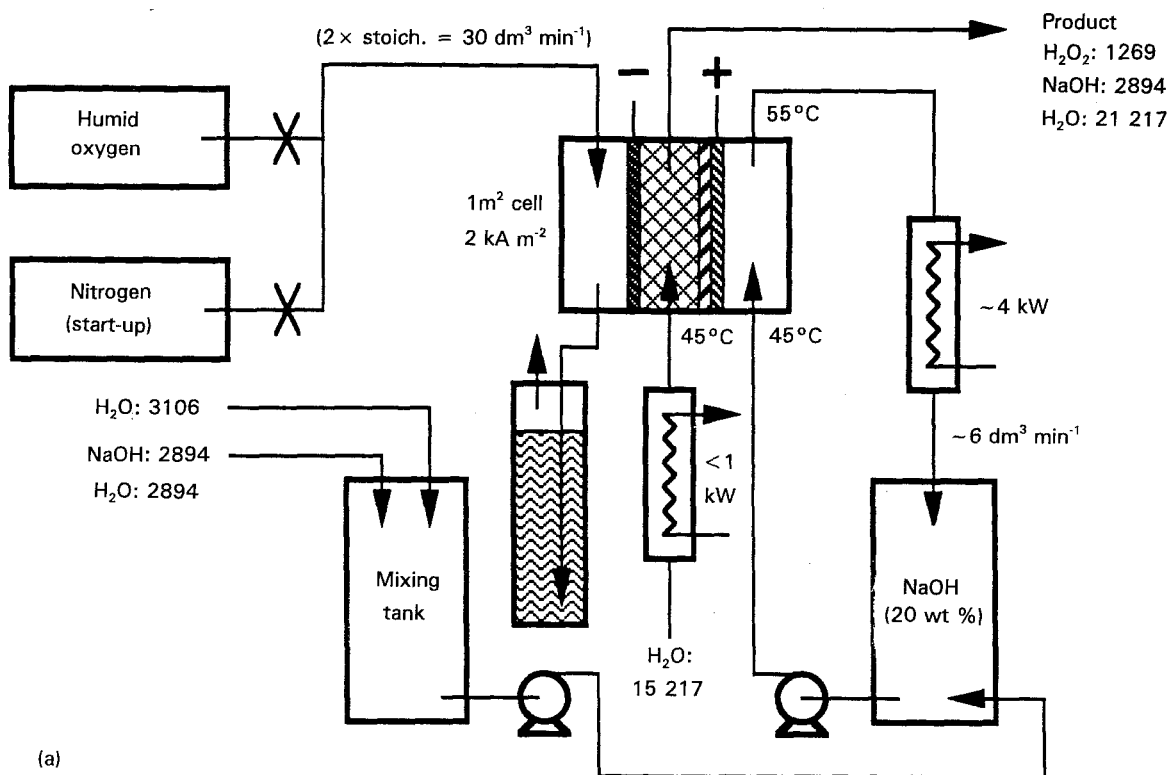 (2 × stoich. = 30 dm³ min⁻¹)
Product
H₂O₂: 1269
NaOH: 2894
H₂O: 21 217
Humid
oxygen
− +
55°C
1m² cell
2 kA m⁻²
Nitrogen
(start-up)
~4 kW
45°C 45°C
H₂O: 3106
NaOH: 2894
H₂O: 2894
<1
kW
~6 dm³ min⁻¹
Mixing
tank
NaOH
(20 wt %)
H₂O:
15 217
(a)